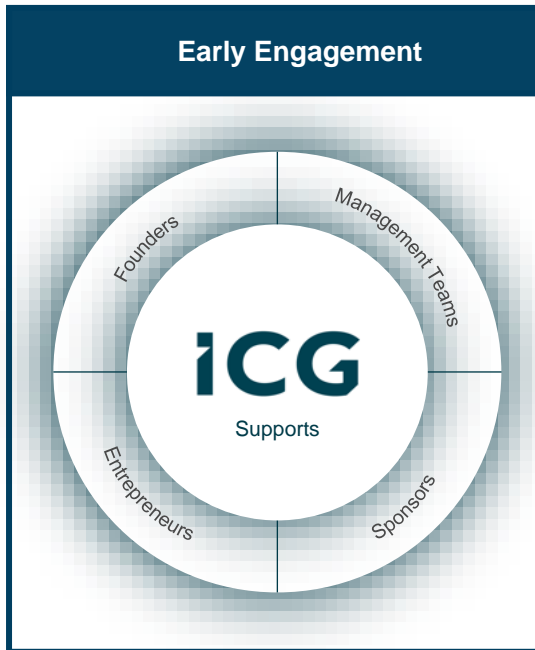 Early Engagement
Founders
Management Teams
ICG
Supports
Entrepreneurs
Sponsors